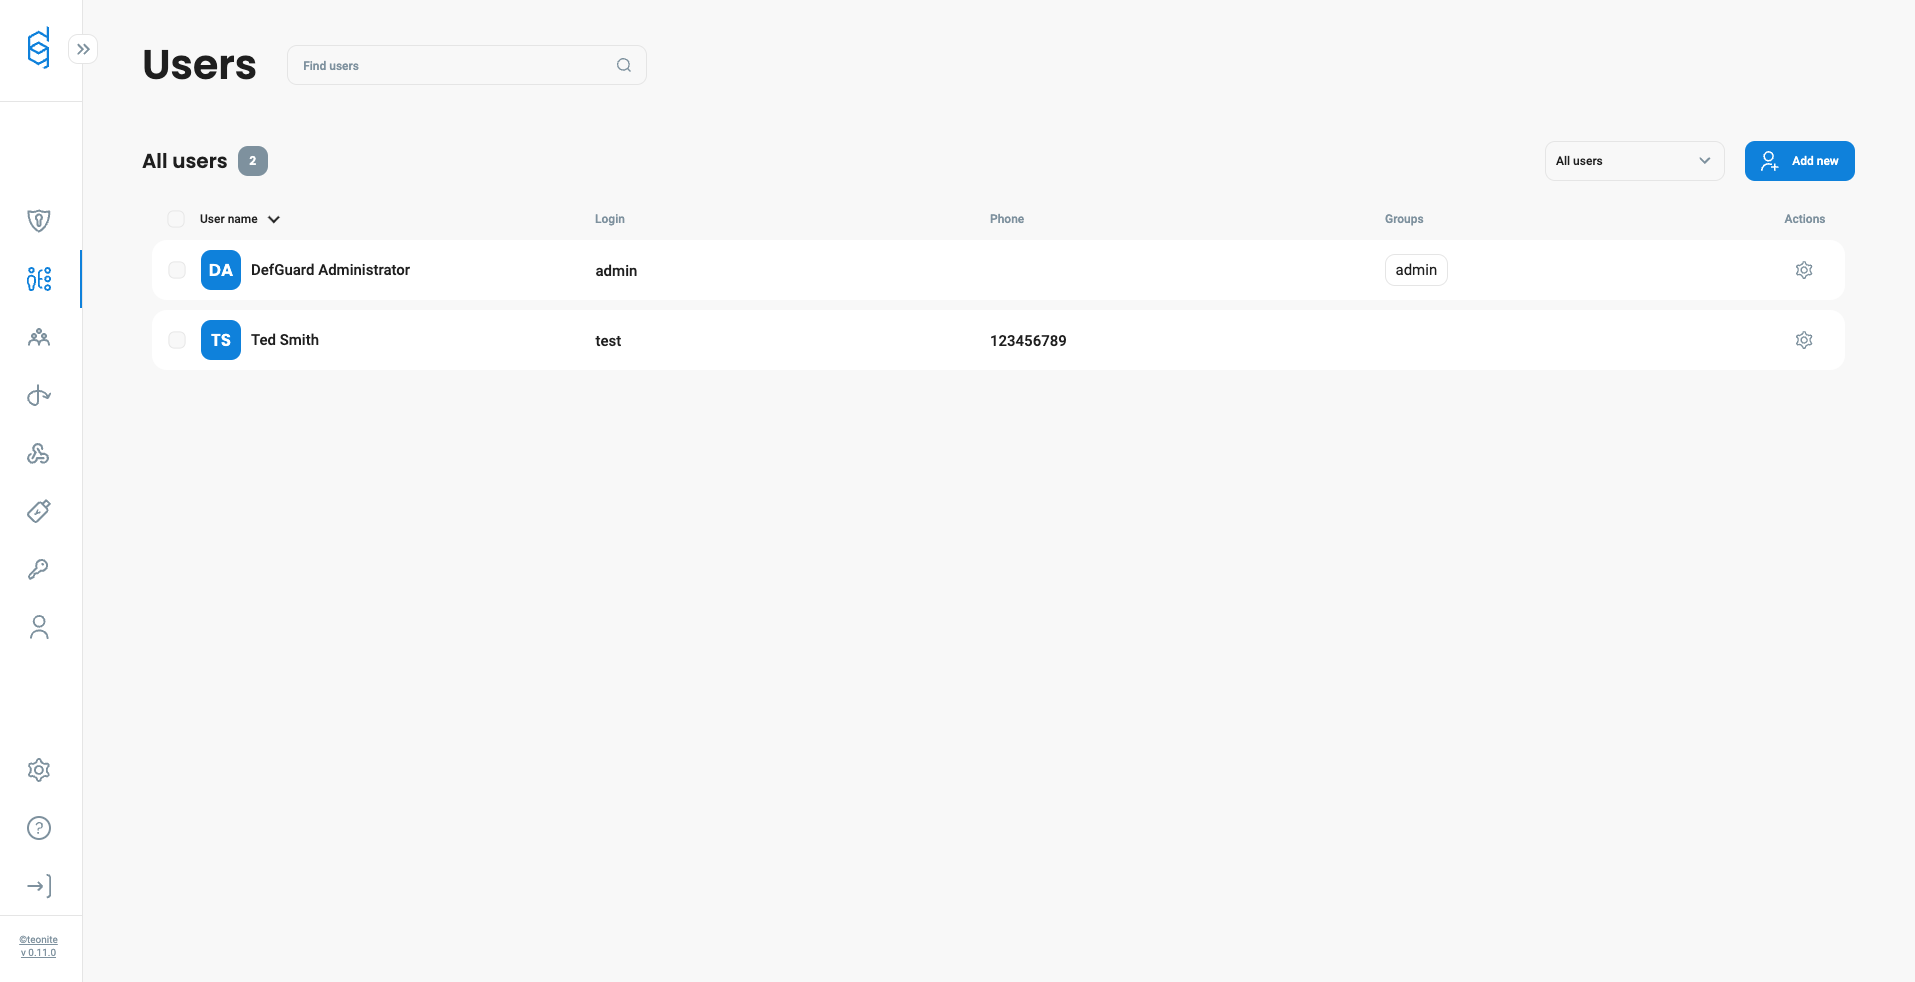 Users
Find users
All users 2
All users
Add new
User name Login Phone Groups Actions
DA DefGuard Administrator admin admin
TS Ted Smith test 123456789
©teonite
v 0.11.0